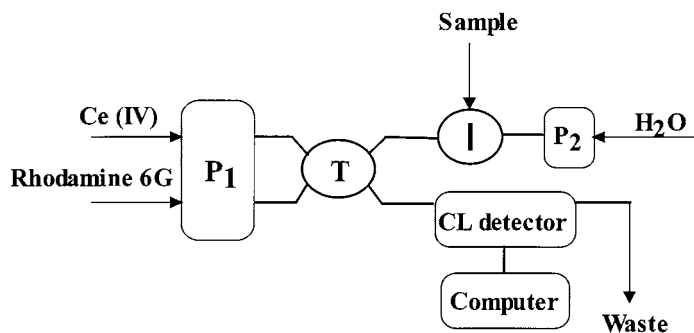 Sample
Ce (IV)
Rhodamine 6G
P1
T
I
P2
H2O
CL detector
Computer
Waste